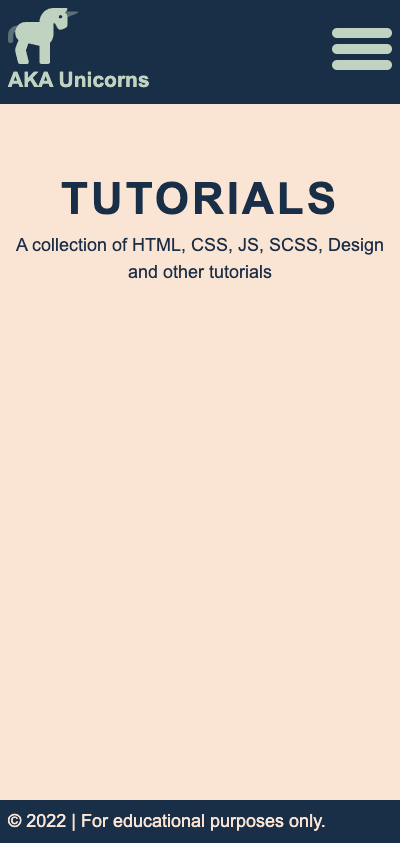 AKA Unicorns
TUTORIALS
A collection of HTML, CSS, JS, SCSS, Design
and other tutorials
© 2022 | For educational purposes only.